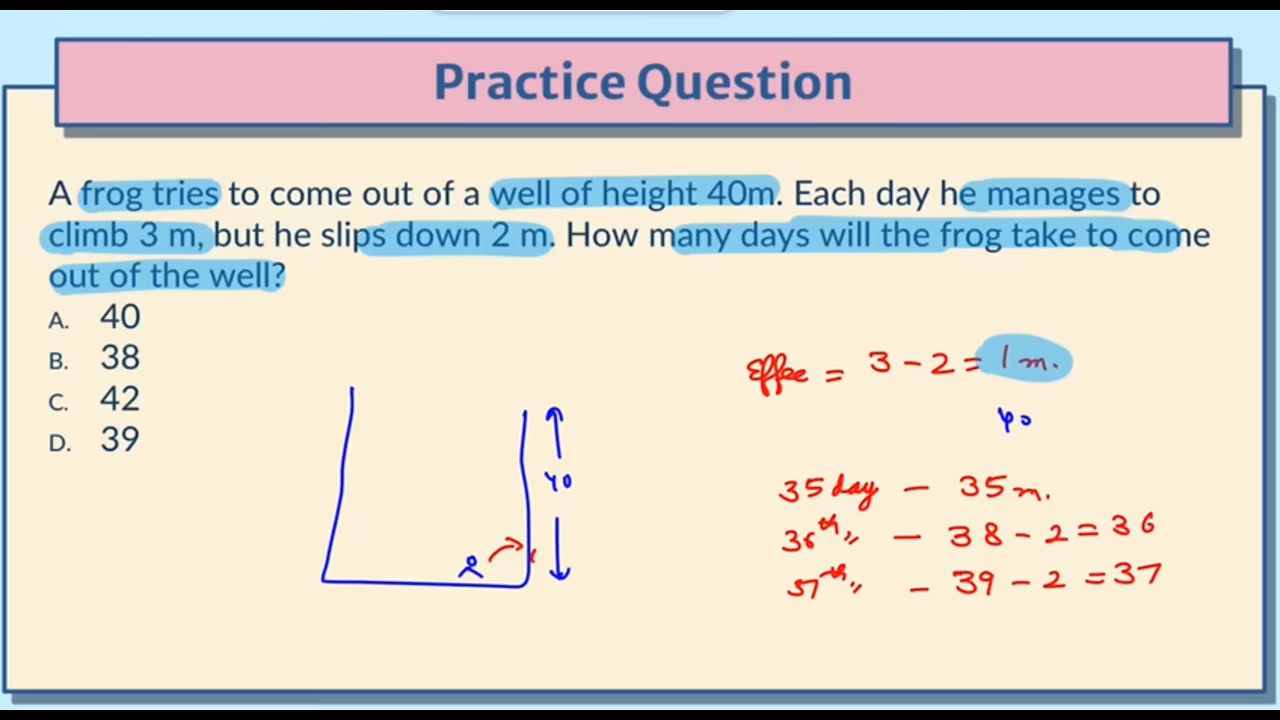 Practice Question
A frog tries to come out of a well of height 40m. Each day he manages to
climb 3 m, but he slips down 2 m. How many days will the frog take to come
out of the well?
A. 40
B. 38
C. 42
D. 39
Effec = 3 - 2 = 1 m.
40
40
35 day - 35 m.
36th " - 38 - 2 = 36
37th " - 39 - 2 = 37